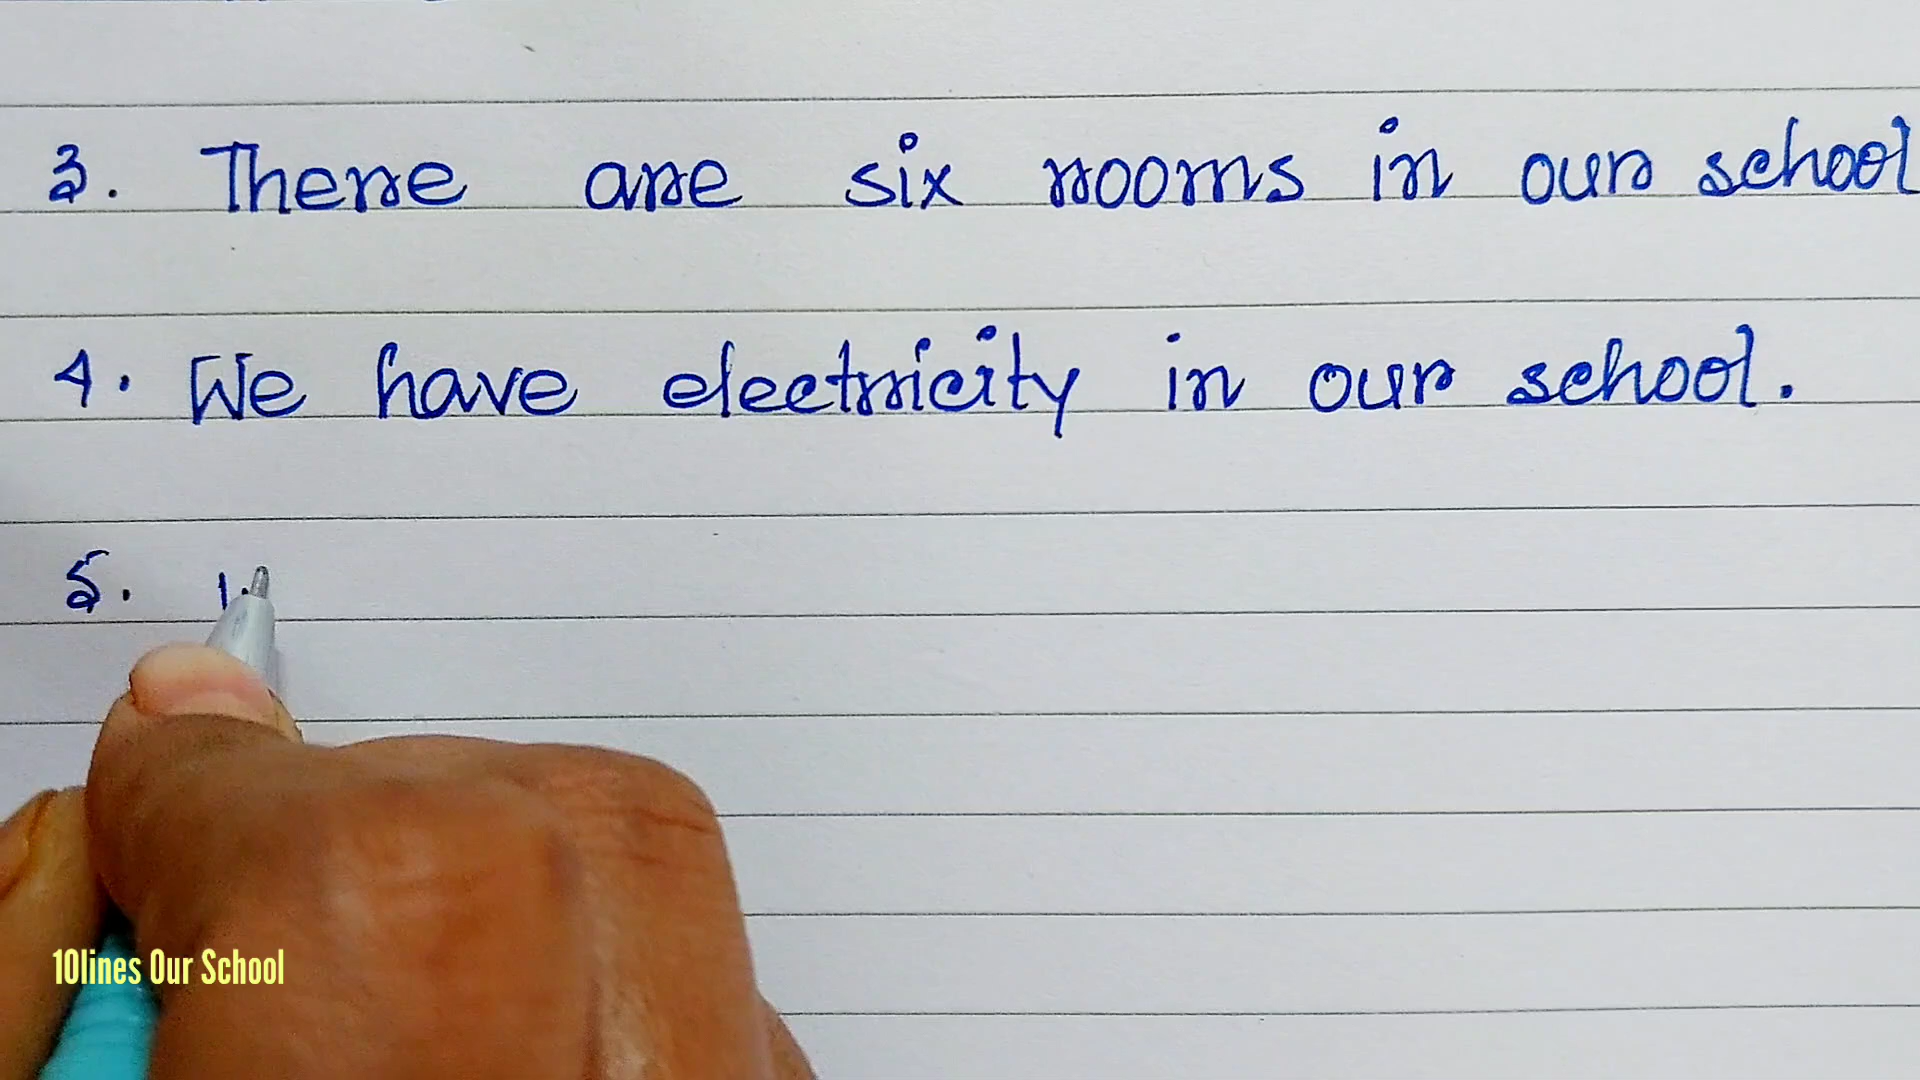 3. There are six rooms in our school
4. We have electricity in our school.
5.
10lines Our School